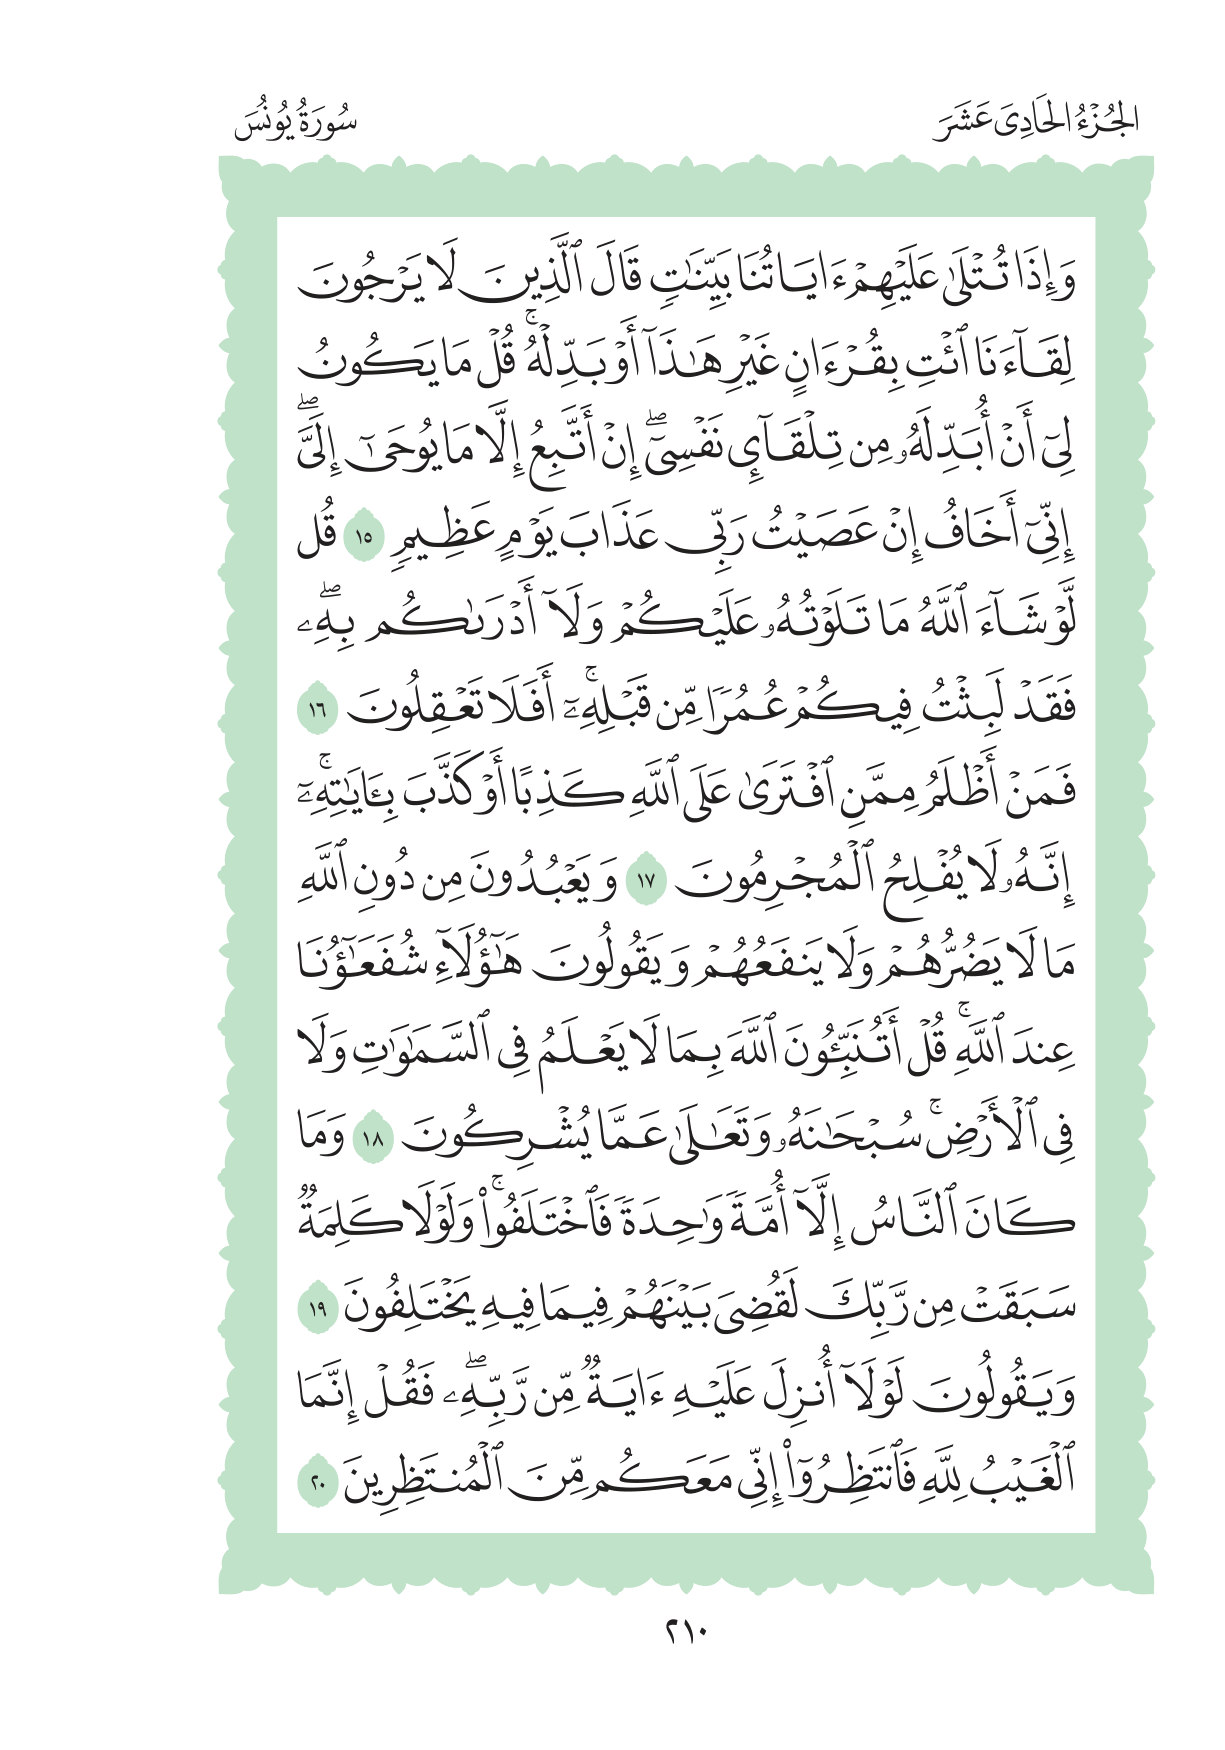 الجُزْءُ الحَادِىَ عَشَرَ
سُورَةُ يُونُسَ
وَإِذَا تُتْلَىٰ عَلَيْهِمْ ءَايَاتُنَا بَيِّنَٰتٖ قَالَ ٱلَّذِينَ لَا يَرْجُونَ
لِقَآءَنَا ٱئْتِ بِقُرْءَانٍ غَيْرِ هَٰذَآ أَوْ بَدِّلْهُۚ قُلْ مَا يَكُونُ
لِىٓ أَنْ أُبَدِّلَهُۥ مِن تِلْقَآيِٕ نَفْسِىٓۖ إِنْ أَتَّبِعُ إِلَّا مَا يُوحَىٰٓ إِلَىَّۖ
إِنِّىٓ أَخَافُ إِنْ عَصَيْتُ رَبِّى عَذَابَ يَوْمٍ عَظِيمٖ ١٥ قُل
لَّوْ شَآءَ ٱللَّهُ مَا تَلَوْتُهُۥ عَلَيْكُمْ وَلَآ أَدْرَىٰكُم بِهِۦۖ
فَقَدْ لَبِثْتُ فِيكُمْ عُمُرٗا مِّن قَبْلِهِۦٓۚ أَفَلَا تَعْقِلُونَ ١٦
فَمَنْ أَظْلَمُ مِمَّنِ ٱفْتَرَىٰ عَلَى ٱللَّهِ كَذِبًا أَوْ كَذَّبَ بِـَٔايَٰتِهِۦٓۚ
إِنَّهُۥ لَا يُفْلِحُ ٱلْمُجْرِمُونَ ١٧ وَيَعْبُدُونَ مِن دُونِ ٱللَّهِ
مَا لَا يَضُرُّهُمْ وَلَا يَنفَعُهُمْ وَيَقُولُونَ هَٰٓؤُلَآءِ شُفَعَٰٓؤُنَا
عِندَ ٱللَّهِۚ قُلْ أَتُنَبِّـُٔونَ ٱللَّهَ بِمَا لَا يَعْلَمُ فِى ٱلسَّمَٰوَٰتِ وَلَا
فِى ٱلْأَرْضِۚ سُبْحَٰنَهُۥ وَتَعَٰلَىٰ عَمَّا يُشْرِكُونَ ١٨ وَمَا
كَانَ ٱلنَّاسُ إِلَّآ أُمَّةٗ وَٰحِدَةٗ فَٱخْتَلَفُوا۟ۚ وَلَوْلَا كَلِمَةٞ
سَبَقَتْ مِن رَّبِّكَ لَقُضِىَ بَيْنَهُمْ فِيمَا فِيهِ يَخْتَلِفُونَ ١٩
وَيَقُولُونَ لَوْلَآ أُنزِلَ عَلَيْهِ ءَايَةٞ مِّن رَّبِّهِۦۖ فَقُلْ إِنَّمَا
ٱلْغَيْبُ لِلَّهِ فَٱنتَظِرُوٓا۟ إِنِّى مَعَكُم مِّنَ ٱلْمُنتَظِرِينَ ٢٠
٢١٠